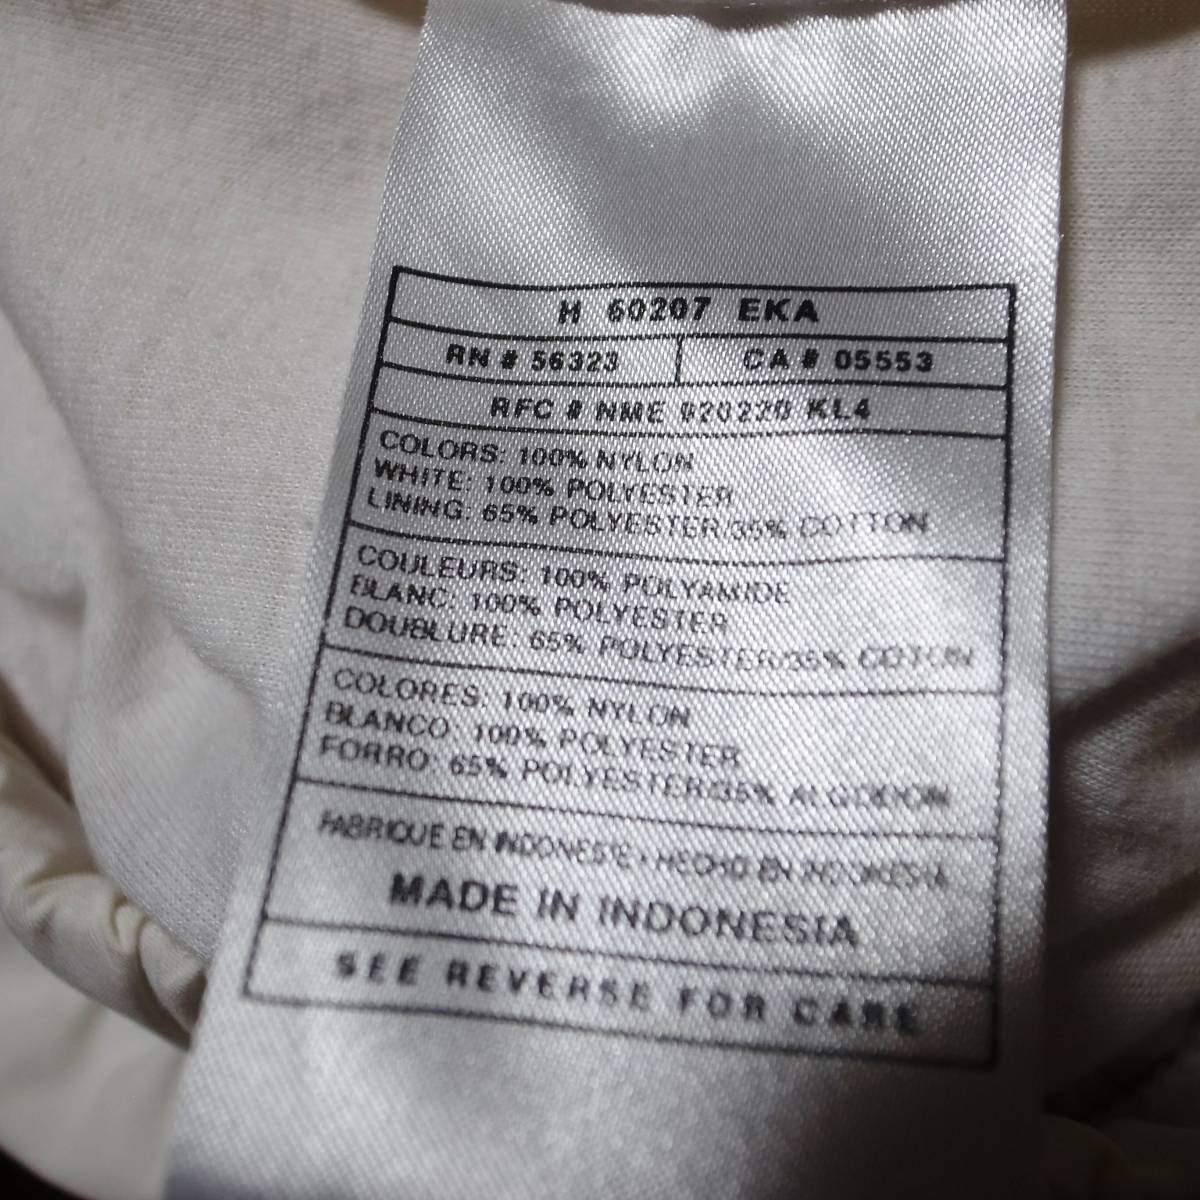 H 60207 EKA
RN # 56323 CA # 05553
RFC # NME 920220 KL4
COLORS: 100% NYLON
WHITE: 100% POLYESTER
LINING: 65% POLYESTER/35% COTTON
COULEURS: 100% POLYAMIDE
BLANC: 100% POLYESTER
DOUBLURE: 65% POLYESTER/35% COTON
COLORES: 100% NYLON
BLANCO: 100% POLYESTER
FORRO: 65% POLYESTER/35% ALGODON
FABRIQUE EN INDONESIE • HECHO EN INDONESIA
MADE IN INDONESIA
SEE REVERSE FOR CARE